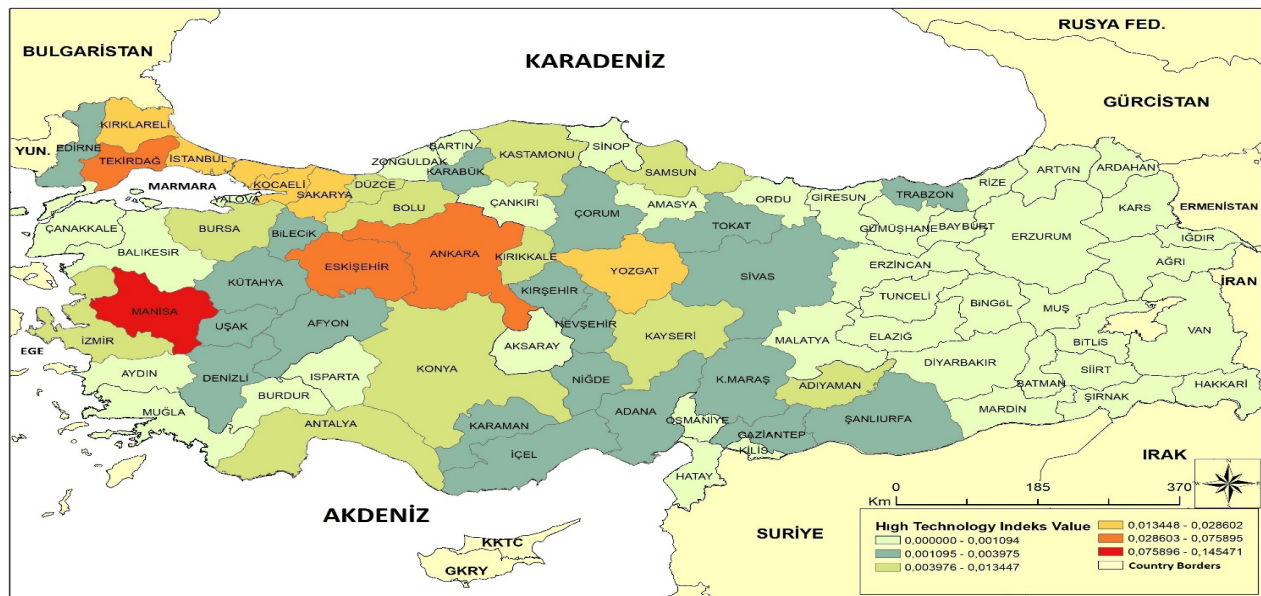 RUSYA FED.
BULGARİSTAN
KARADENİZ
GÜRCİSTAN
KIRKLARELİ
EDİRNE
YUN.
TEKİRDAĞ
İSTANBUL
BARTIN
KASTAMONU
SİNOP
ZONGULDAK
KARABÜK
SAMSUN
ARTVIN
ARDAHAN
MARMARA
KOCAELİ
SAKARYA
DÜZCE
YALOVA
BOLU
ÇANKIRI
AMASYA
ORDU
GİRESUN
TRABZON
RİZE
KARS
ERMENİSTAN
ÇANAKKALE
BURSA
BİLECİK
ÇORUM
TOKAT
GÜMÜŞHANE
BAYBURT
ERZURUM
IĞDIR
BALIKESİR
ANKARA
ESKİŞEHİR
KIRIKKALE
YOZGAT
SİVAS
ERZİNCAN
AĞRI
KÜTAHYA
KIRŞEHİR
TUNCELİ
BİNGöL
MUŞ
İRAN
MANİSA
UŞAK
AFYON
NEVŞEHİR
KAYSERİ
MALATYA
ELAZIĞ
VAN
EGE
İZMİR
AKSARAY
BİTLİS
DİYARBAKIR
SİİRT
AYDIN
DENİZLİ
ISPARTA
KONYA
NİĞDE
K.MARAŞ
ADIYAMAN
BATMAN
HAKKARİ
BURDUR
MARDİN
ŞIRNAK
MUĞLA
ANTALYA
KARAMAN
ADANA
OSMANİYE
GAZİANTEP
ŞANLIURFA
İÇEL
KİLİS
HATAY
IRAK
N
W
E
S
0 185 370
Km
AKDENİZ
SURİYE
KKTC
GKRY
High Technology Indeks Value
0,000000 - 0,001094
0,001095 - 0,003975
0,003976 - 0,013447
0,013448 - 0,028602
0,028603 - 0,075895
0,075896 - 0,145471
Country Borders